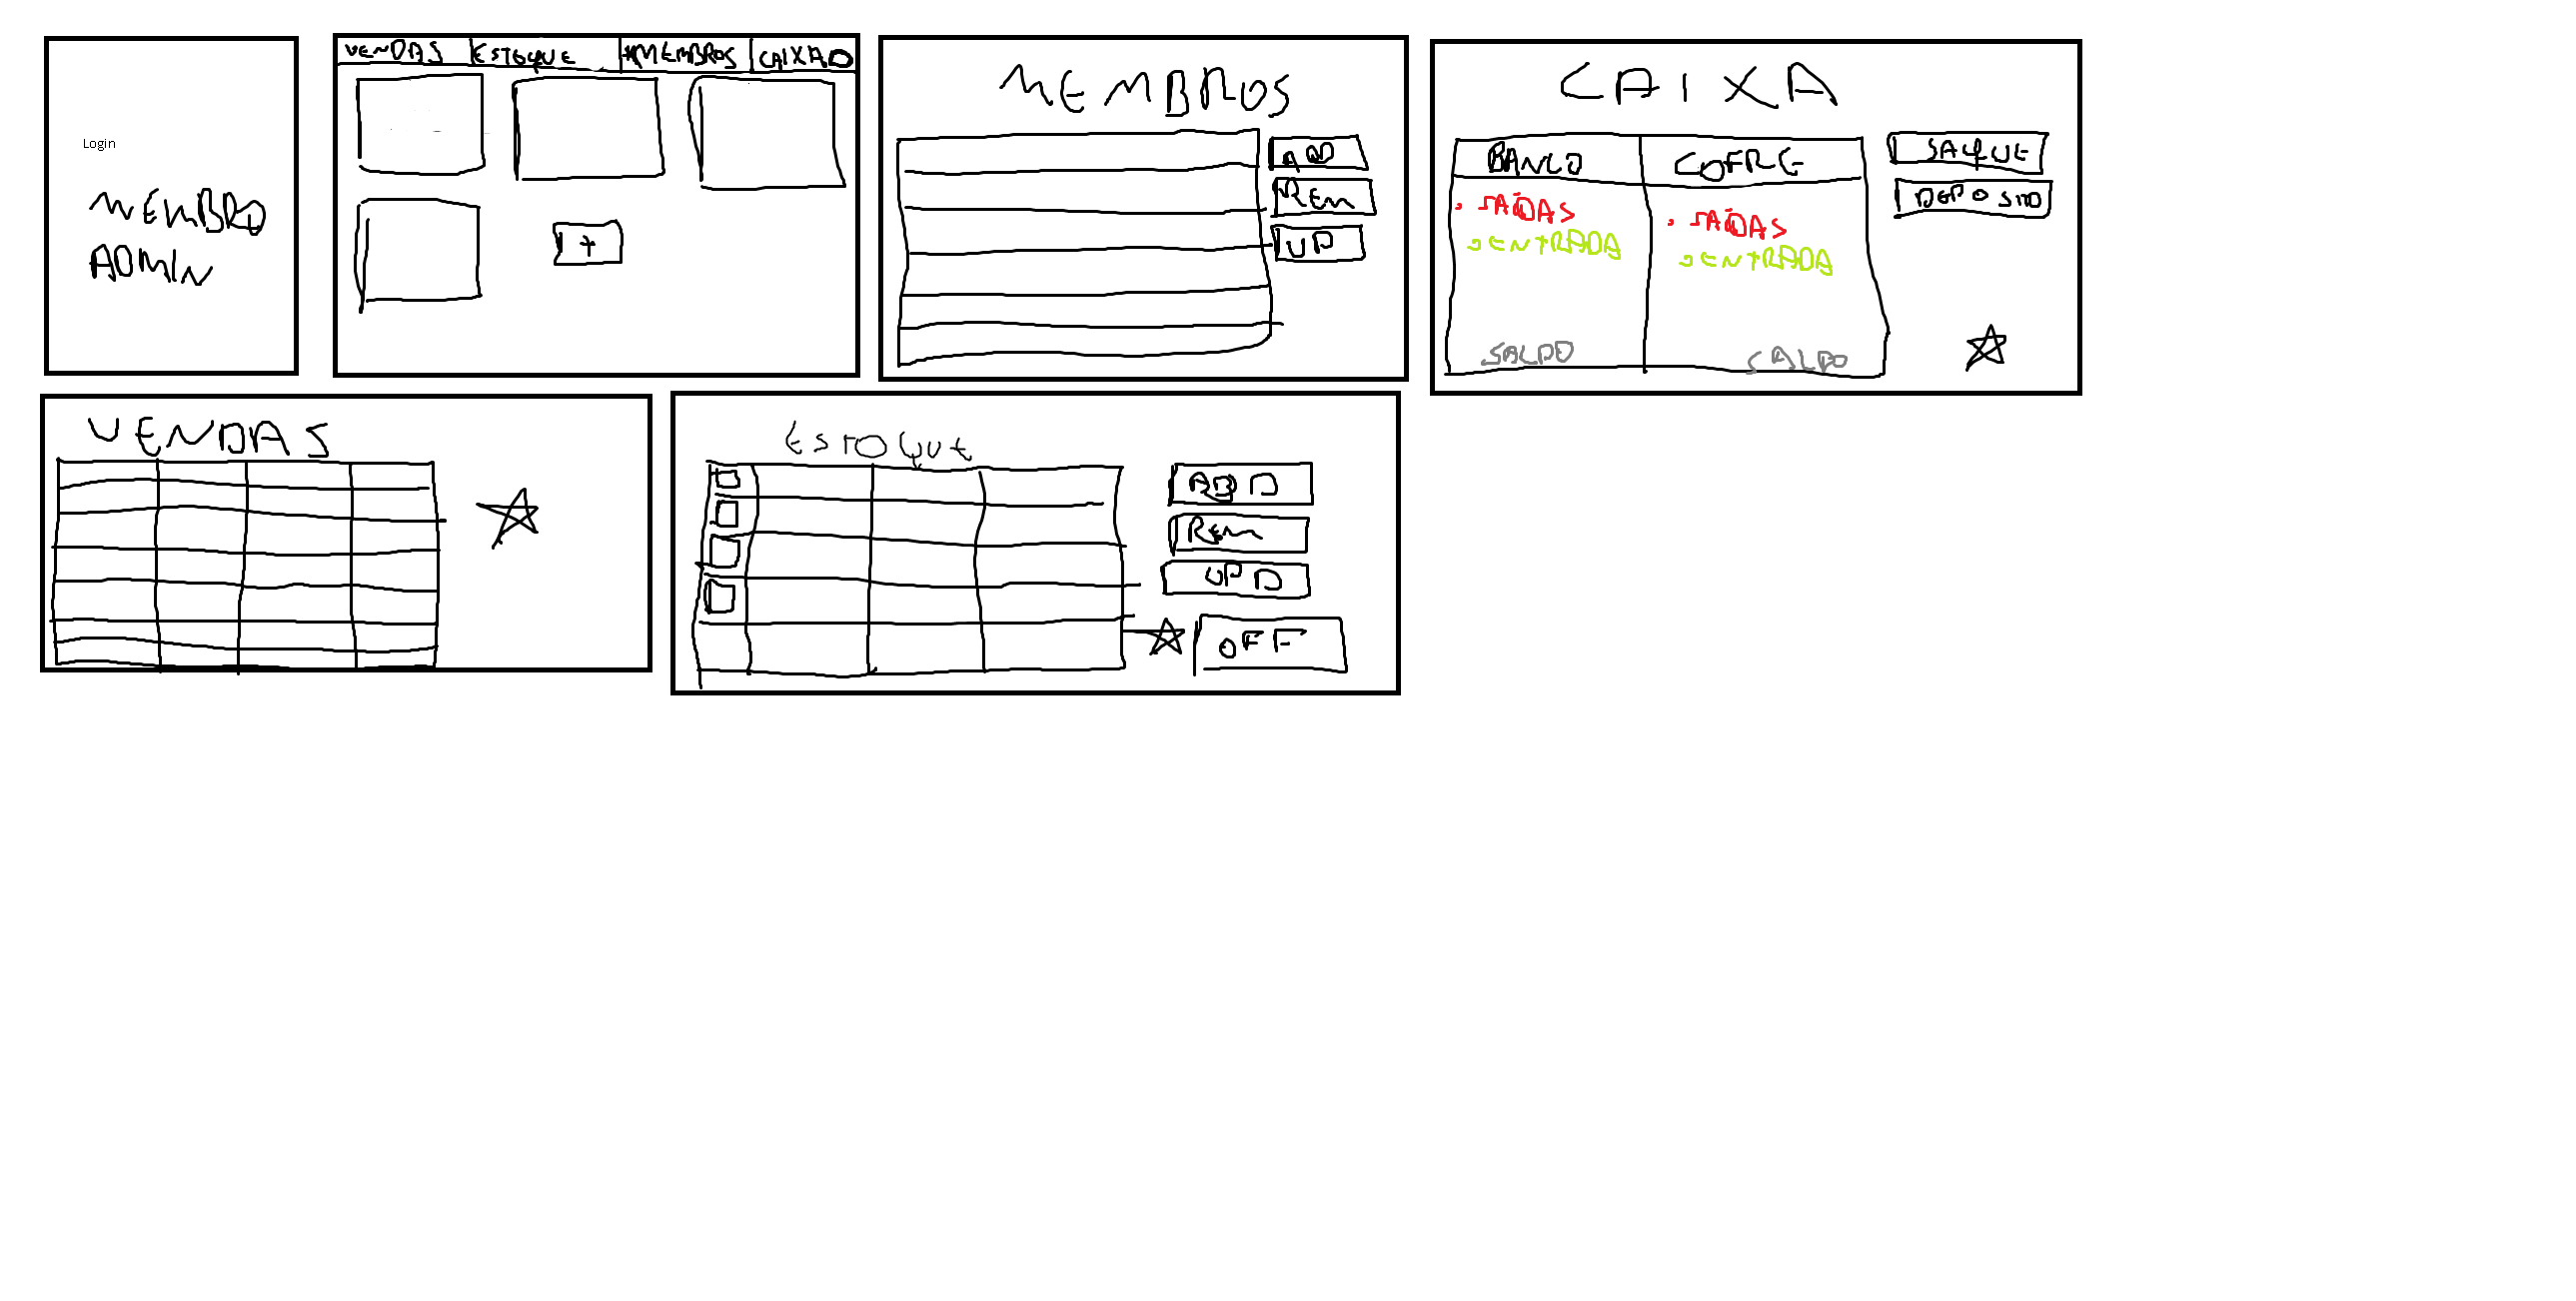 Login
MEMBRO
ADMIN
VENDAS ESTOQUE MEMBROS CAIXA
+
MEMBROS
ADD
REM
UP
CAIXA
BANCO COFRE
SAÍDAS SAÍDAS
ENTRADA ENTRADA
SALDO SALDO
SAQUE
DEPOSITO
VENDAS
ESTOQUE
ADD
REM
UPD
OFF